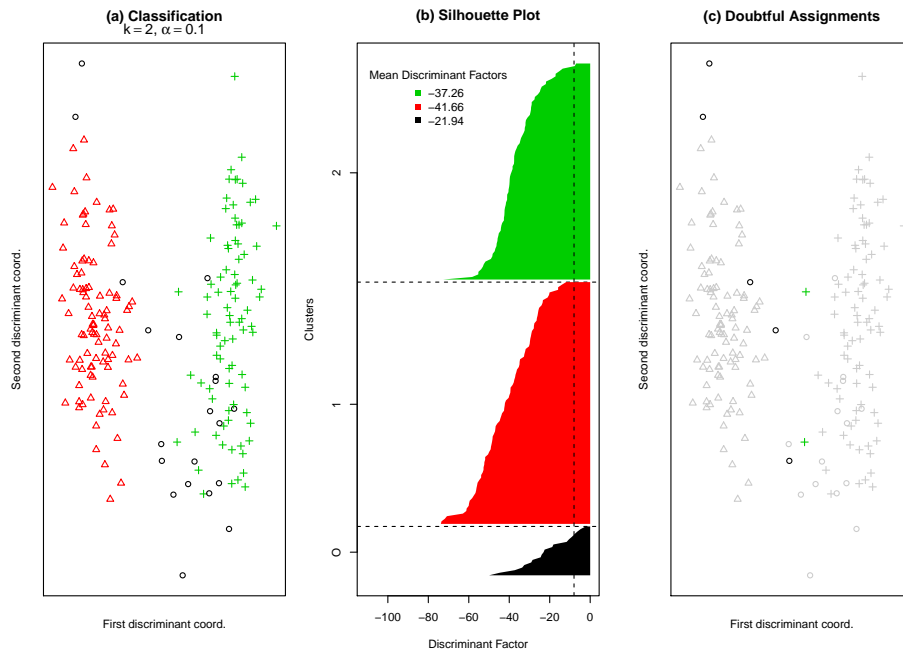 (a) Classification
k = 2, α = 0.1
Second discriminant coord.
First discriminant coord.
(b) Silhouette Plot
Mean Discriminant Factors
−37.26
−41.66
−21.94
Clusters
2
1
O
−100 −80 −60 −40 −20 0
Discriminant Factor
(c) Doubtful Assignments
Second discriminant coord.
First discriminant coord.